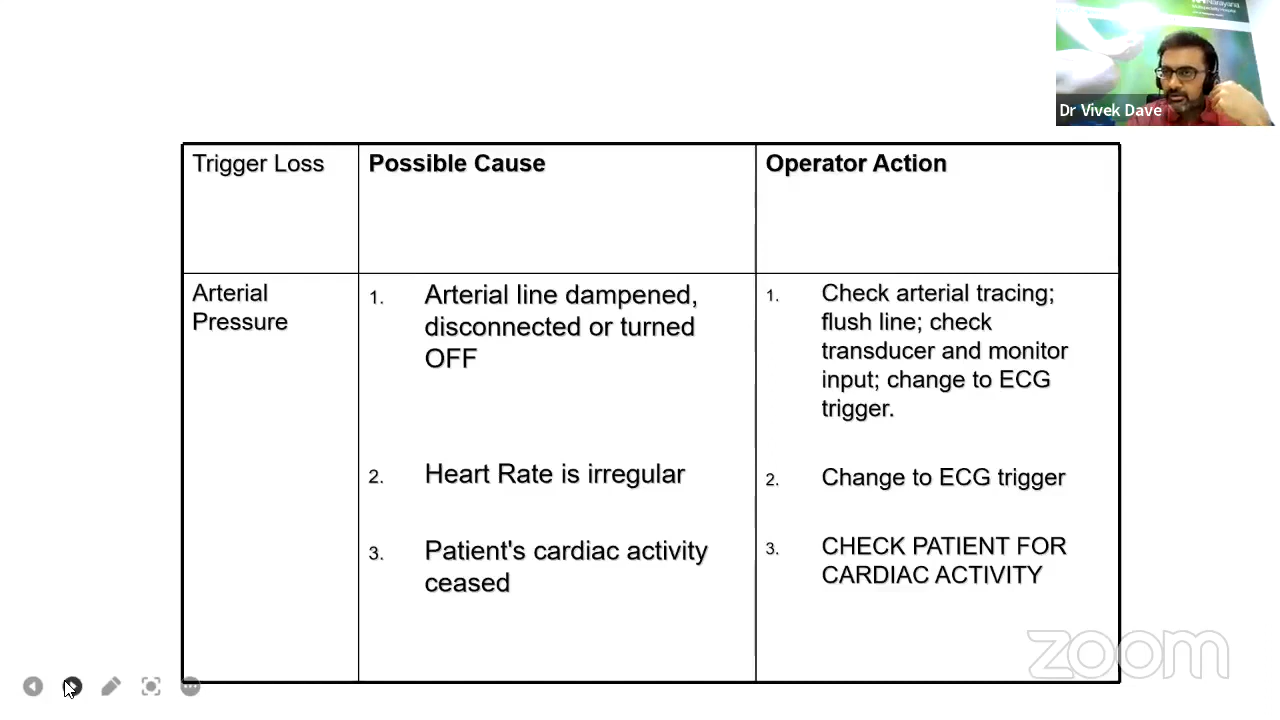 Narayana
Dr Vivek Dave
Trigger Loss
Possible Cause
Operator Action
Arterial
Pressure
1. Arterial line dampened,
disconnected or turned
OFF
2. Heart Rate is irregular
3. Patient's cardiac activity
ceased
1. Check arterial tracing;
flush line; check
transducer and monitor
input; change to ECG
trigger.
2. Change to ECG trigger
3. CHECK PATIENT FOR
CARDIAC ACTIVITY
zoom